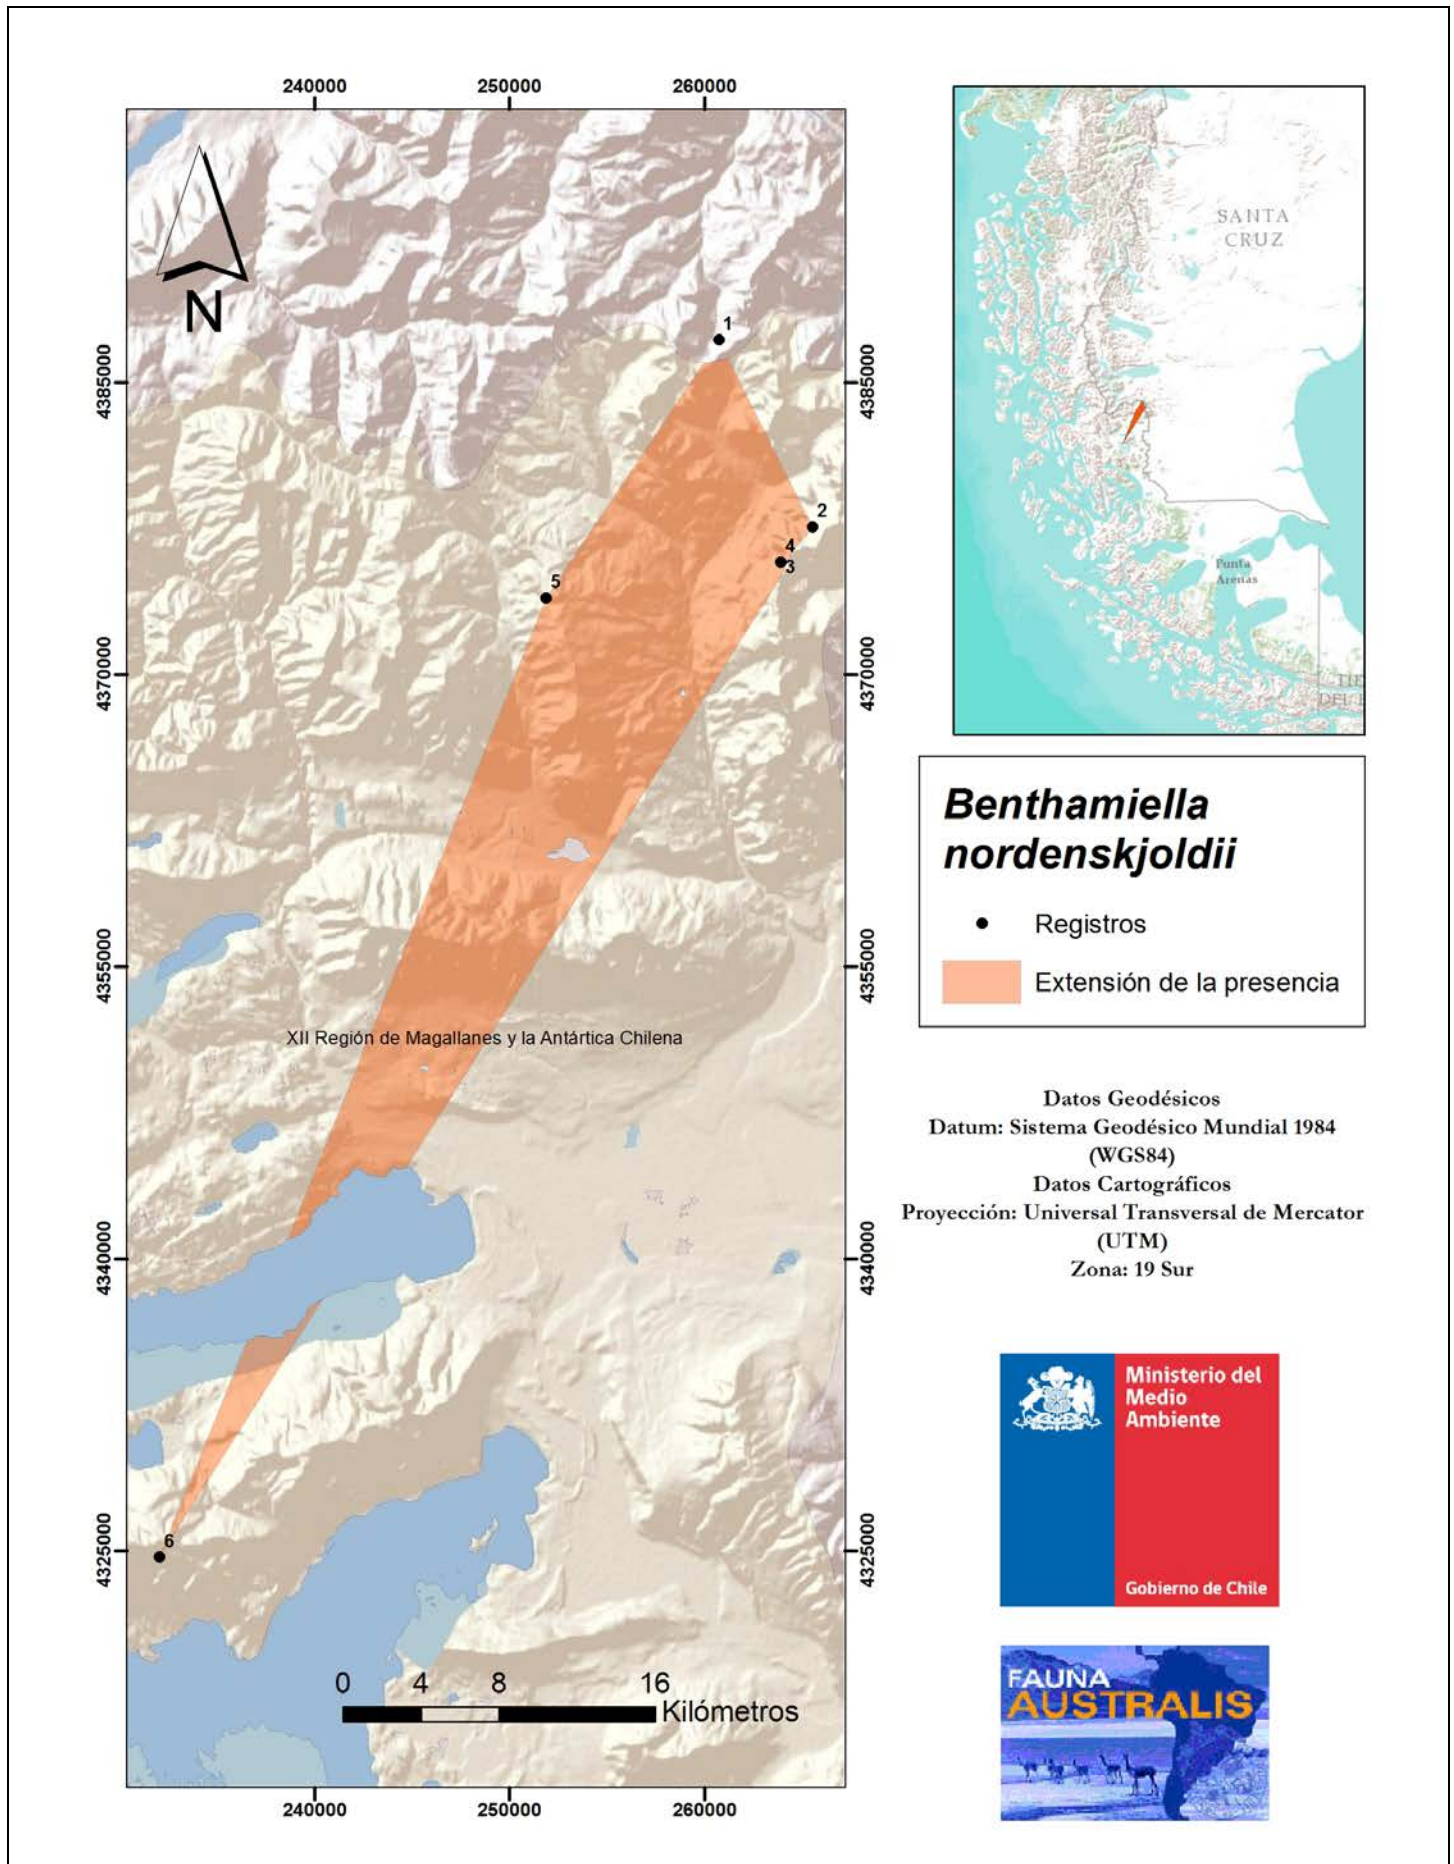 240000
250000
260000
N
4385000
4385000
4370000
4370000
4355000
4355000
4340000
4340000
4325000
4325000
1
2
4
3
5
6
XII Región de Magallanes y la Antártica Chilena
0 4 8 16
Kilómetros
240000
250000
260000
SANTA
CRUZ
Punta
Arenas
Benthamiella
nordenskjoldii
Registros
Extensión de la presencia
Datos Geodésicos
Datum: Sistema Geodésico Mundial 1984
(WGS84)
Datos Cartográficos
Proyección: Universal Transversal de Mercator
(UTM)
Zona: 19 Sur
Ministerio del
Medio
Ambiente
Gobierno de Chile
FAUNA
AUSTRALIS